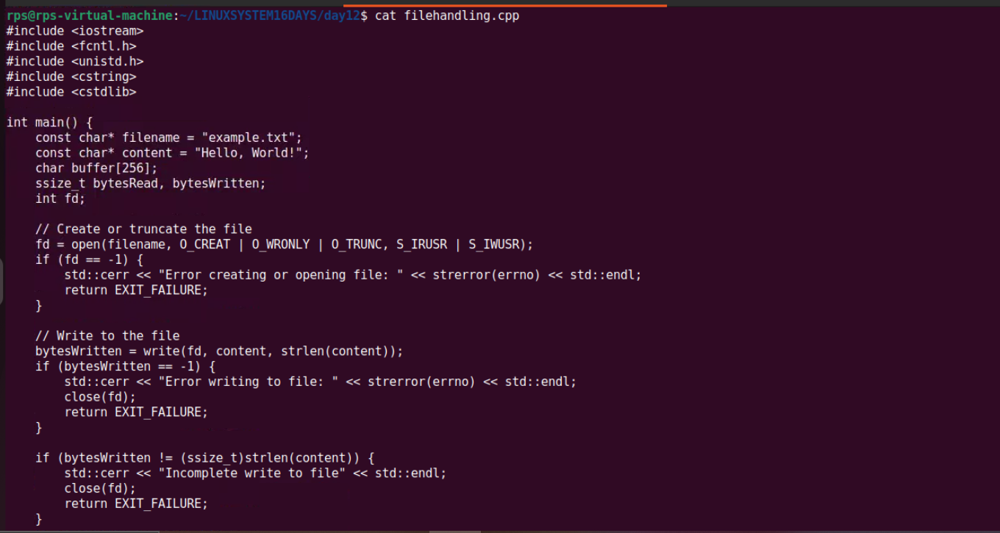 rps@rps-virtual-machine:~/LINUXSYSTEM16DAYS/day12$ cat filehandling.cpp
#include <iostream>
#include <fcntl.h>
#include <unistd.h>
#include <cstring>
#include <cstdlib>

int main() {
    const char* filename = "example.txt";
    const char* content = "Hello, World!";
    char buffer[256];
    ssize_t bytesRead, bytesWritten;
    int fd;

    // Create or truncate the file
    fd = open(filename, O_CREAT | O_WRONLY | O_TRUNC, S_IRUSR | S_IWUSR);
    if (fd == -1) {
        std::cerr << "Error creating or opening file: " << strerror(errno) << std::endl;
        return EXIT_FAILURE;
    }

    // Write to the file
    bytesWritten = write(fd, content, strlen(content));
    if (bytesWritten == -1) {
        std::cerr << "Error writing to file: " << strerror(errno) << std::endl;
        close(fd);
        return EXIT_FAILURE;
    }

    if (bytesWritten != (ssize_t)strlen(content)) {
        std::cerr << "Incomplete write to file" << std::endl;
        close(fd);
        return EXIT_FAILURE;
    }